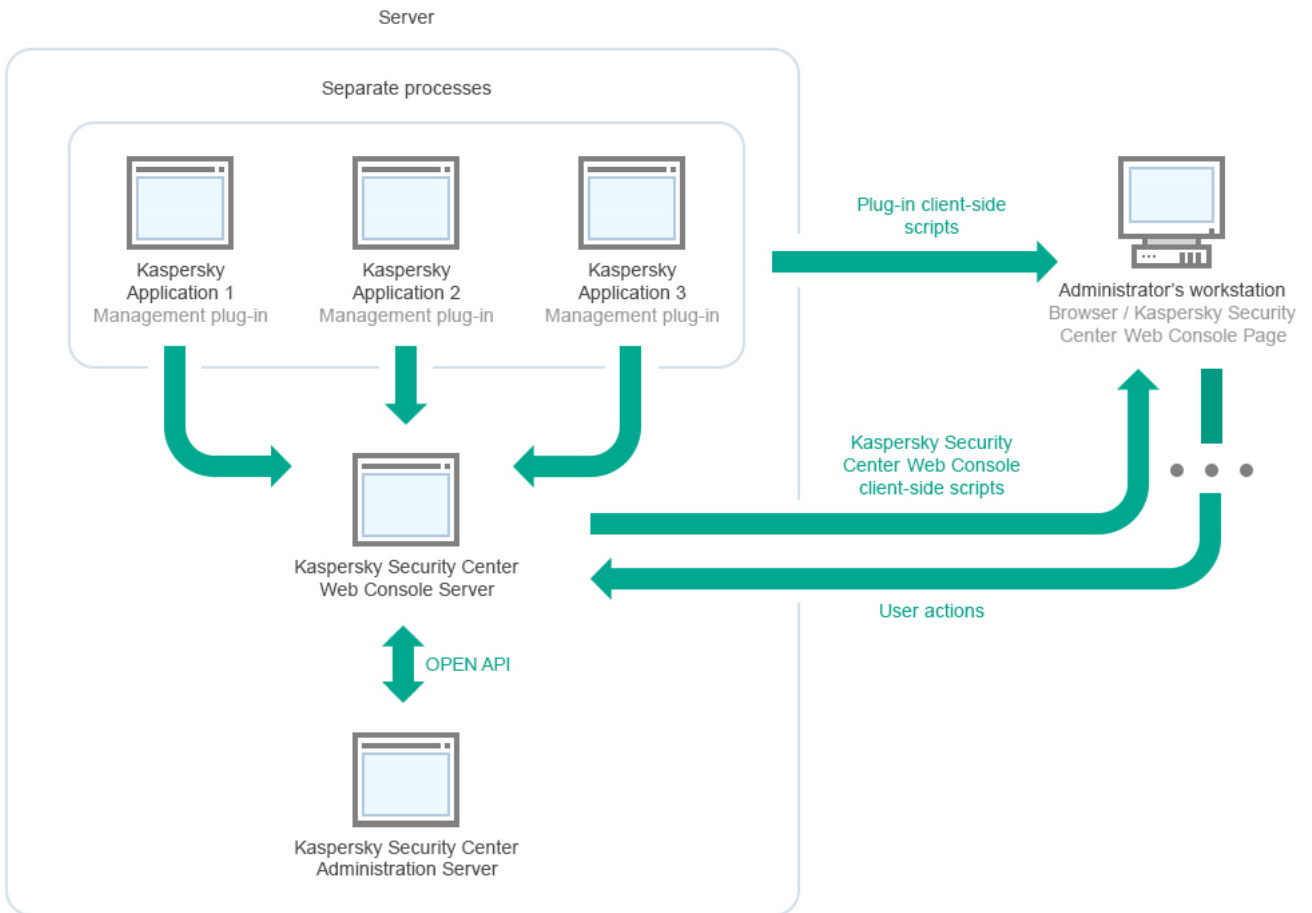 Server
Separate processes
Kaspersky
Application 1
Management plug-in
Kaspersky
Application 2
Management plug-in
Kaspersky
Application 3
Management plug-in
Plug-in client-side
scripts
Administrator's workstation
Browser / Kaspersky Security
Center Web Console Page
Kaspersky Security
Center Web Console
client-side scripts
Kaspersky Security Center
Web Console Server
User actions
OPEN API
Kaspersky Security Center
Administration Server